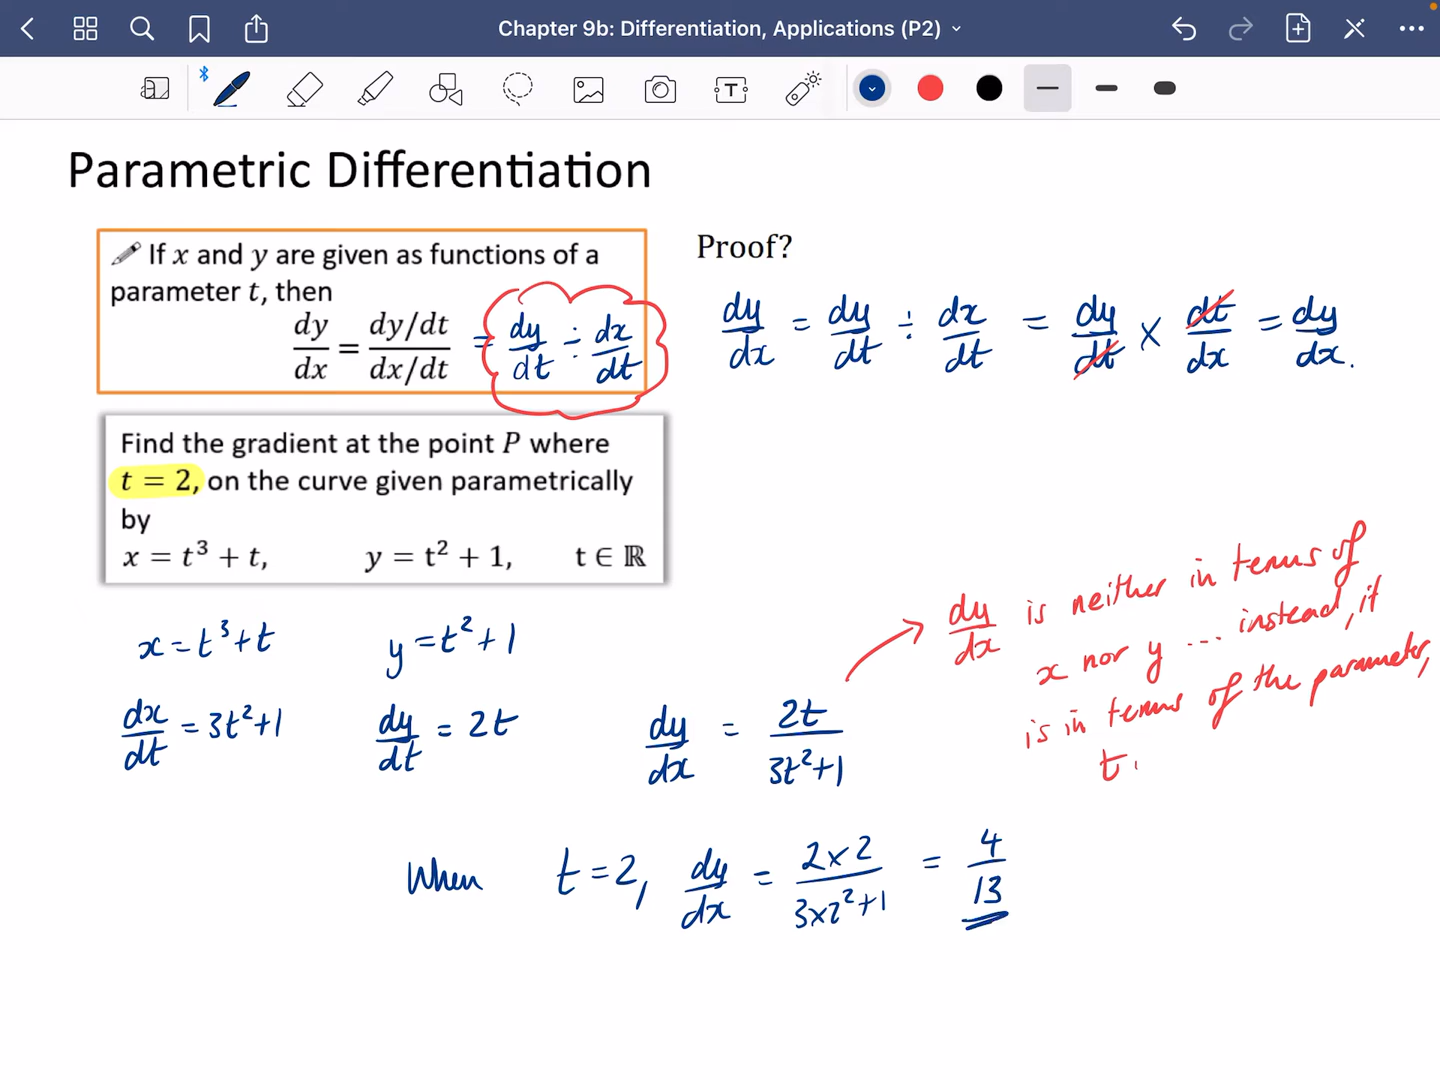 Chapter 9b: Differentiation, Applications (P2)
Parametric Differentiation
If x and y are given as functions of a
parameter t, then
dy/dx = (dy/dt)/(dx/dt) = dy/dt ÷ dx/dt
Proof?
dy/dx = dy/dt ÷ dx/dt = dy/dt × dt/dx = dy/dx.
Find the gradient at the point P where
t = 2, on the curve given parametrically
by
x = t³ + t, y = t² + 1, t ∈ ℝ
x = t³ + t y = t² + 1
dx/dt = 3t² + 1 dy/dt = 2t dy/dx = 2t/(3t² + 1)
dy/dx is neither in terms of
x nor y ... instead, it
is in terms of the parameter,
t.
When t = 2, dy/dx = (2×2)/(3×2² + 1) = 4/13